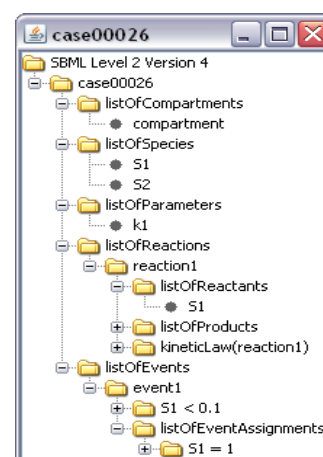 case00026
SBML Level 2 Version 4
case00026
listOfCompartments
compartment
listOfSpecies
S1
S2
listOfParameters
k1
listOfReactions
reaction1
listOfReactants
S1
listOfProducts
kineticLaw(reaction1)
listOfEvents
event1
S1 < 0.1
listOfEventAssignments
S1 = 1